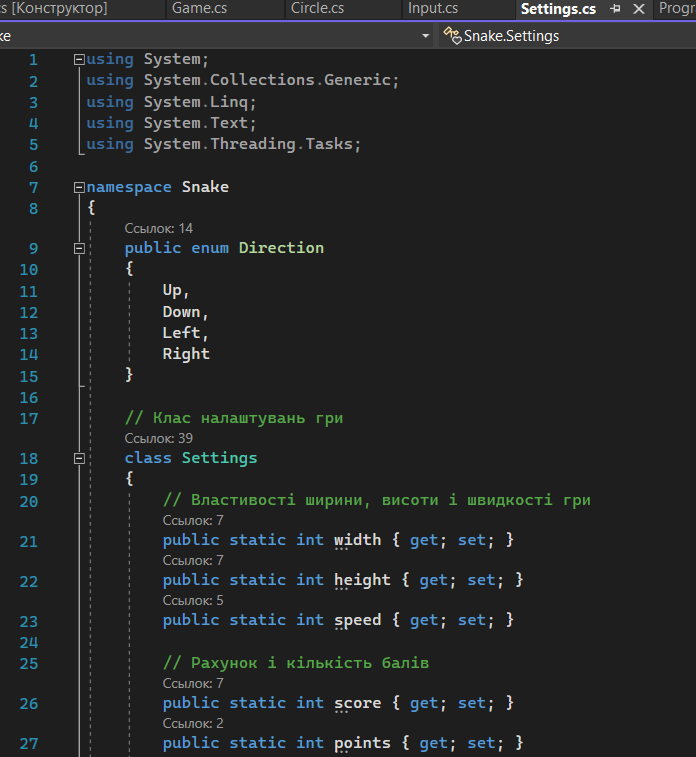 s [Конструктор] Game.cs Circle.cs Input.cs Settings.cs Progr
ke Snake.Settings
1 using System;
2 using System.Collections.Generic;
3 using System.Linq;
4 using System.Text;
5 using System.Threading.Tasks;
6
7 namespace Snake
8 {
Ссылок: 14
9 public enum Direction
10 {
11 Up,
12 Down,
13 Left,
14 Right
15 }
16
17 // Клас налаштувань гри
Ссылок: 39
18 class Settings
19 {
20 // Властивості ширини, висоти і швидкості гри
Ссылок: 7
21 public static int width { get; set; }
Ссылок: 7
22 public static int height { get; set; }
Ссылок: 5
23 public static int speed { get; set; }
24
25 // Рахунок і кількість балів
Ссылок: 7
26 public static int score { get; set; }
Ссылок: 2
27 public static int points { get; set; }